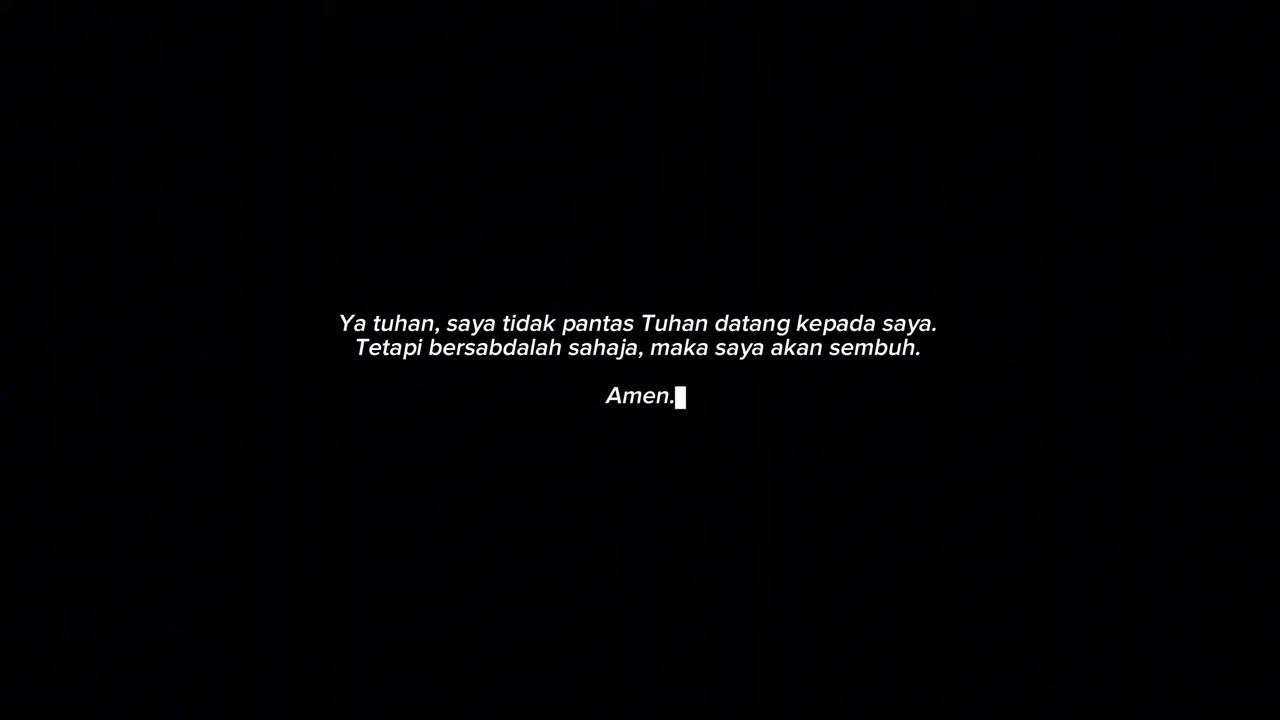 Ya tuhan, saya tidak pantas Tuhan datang kepada saya.
Tetapi bersabdalah sahaja, maka saya akan sembuh.
Amen.